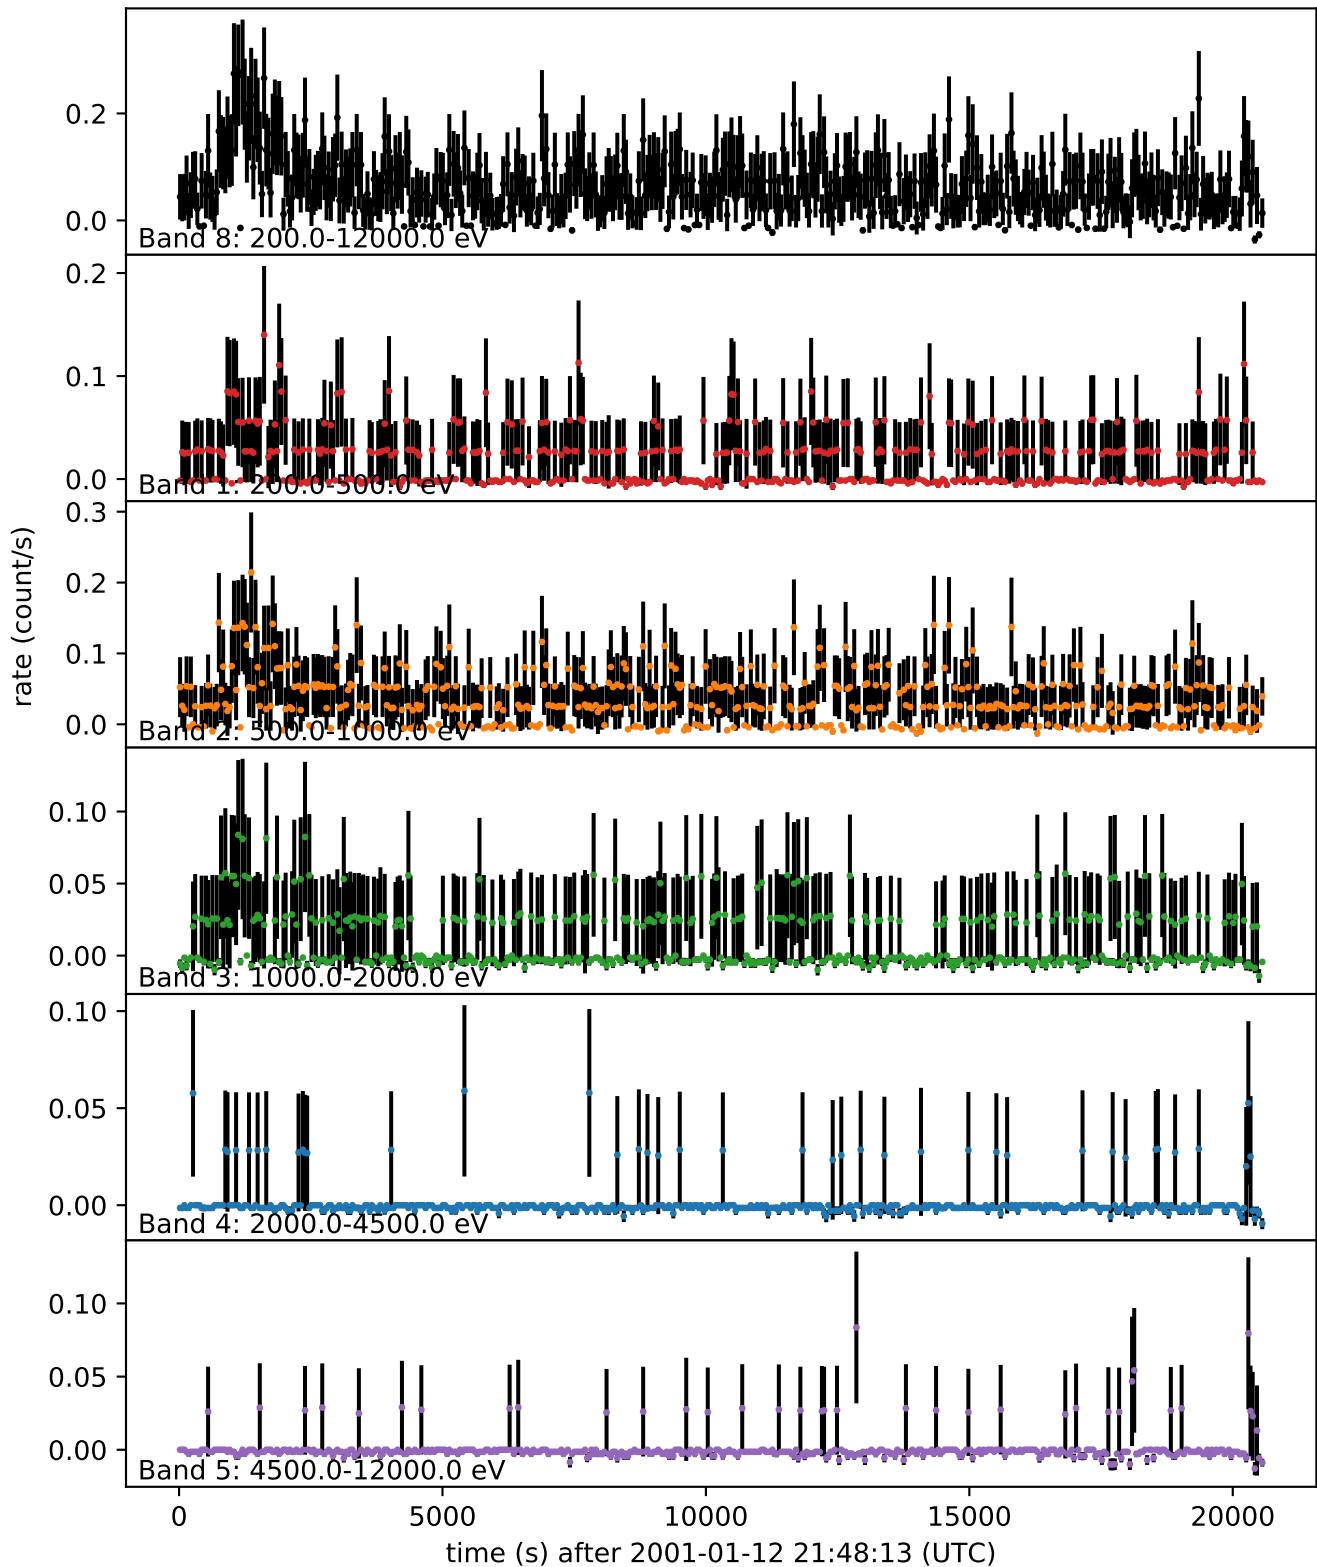 0.2
0.0
Band 8: 200.0-12000.0 eV
0.2
0.1
0.0
Band 1: 200.0-500.0 eV
0.3
0.2
0.1
0.0
Band 2: 500.0-1000.0 eV
rate (count/s)
0.10
0.05
0.00
Band 3: 1000.0-2000.0 eV
0.10
0.05
0.00
Band 4: 2000.0-4500.0 eV
0.10
0.05
0.00
Band 5: 4500.0-12000.0 eV
0 5000 10000 15000 20000
time (s) after 2001-01-12 21:48:13 (UTC)